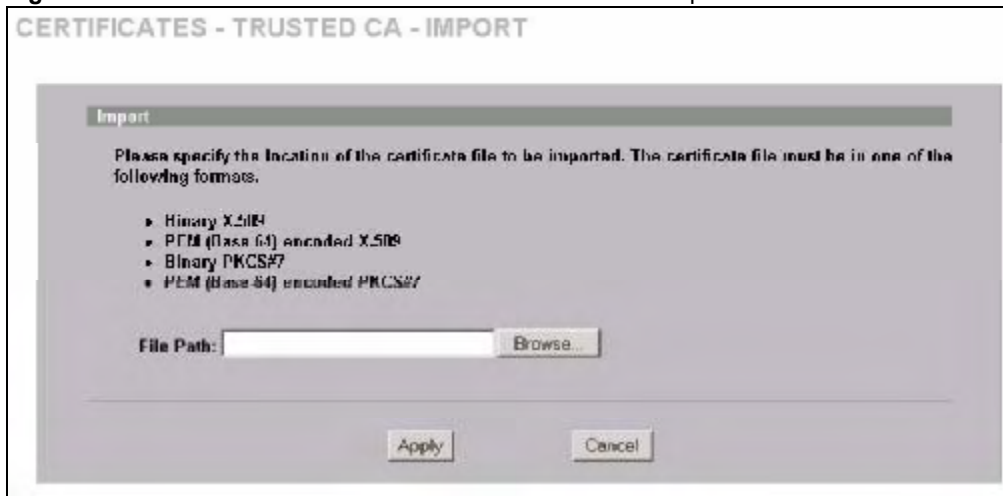 CERTIFICATES - TRUSTED CA - IMPORT
Import
Please specify the location of the certificate file to be imported. The certificate file must be in one of the
following formats.
• Binary X.509
• PEM (Base-64) encoded X.509
• Binary PKCS#7
• PEM (Base-64) encoded PKCS#7
File Path:
Browse...
Apply
Cancel